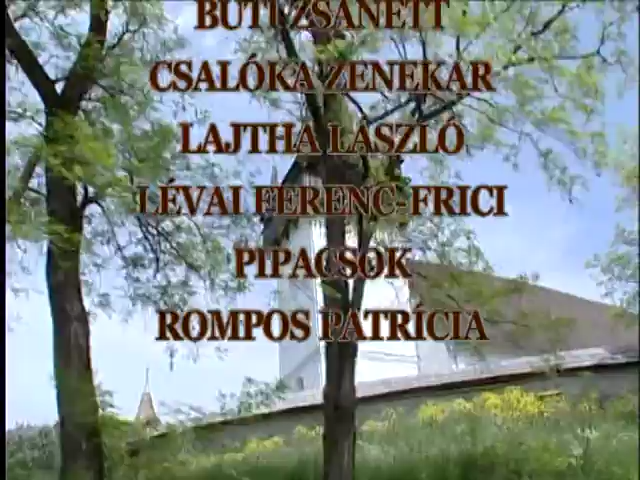 BUTI ZSANETT
CSALÓKA ZENEKAR
LAJTHA LÁSZLÓ
LÉVAI FERENC-FRICI
PIPACSOK
ROMPOS PATRÍCIA